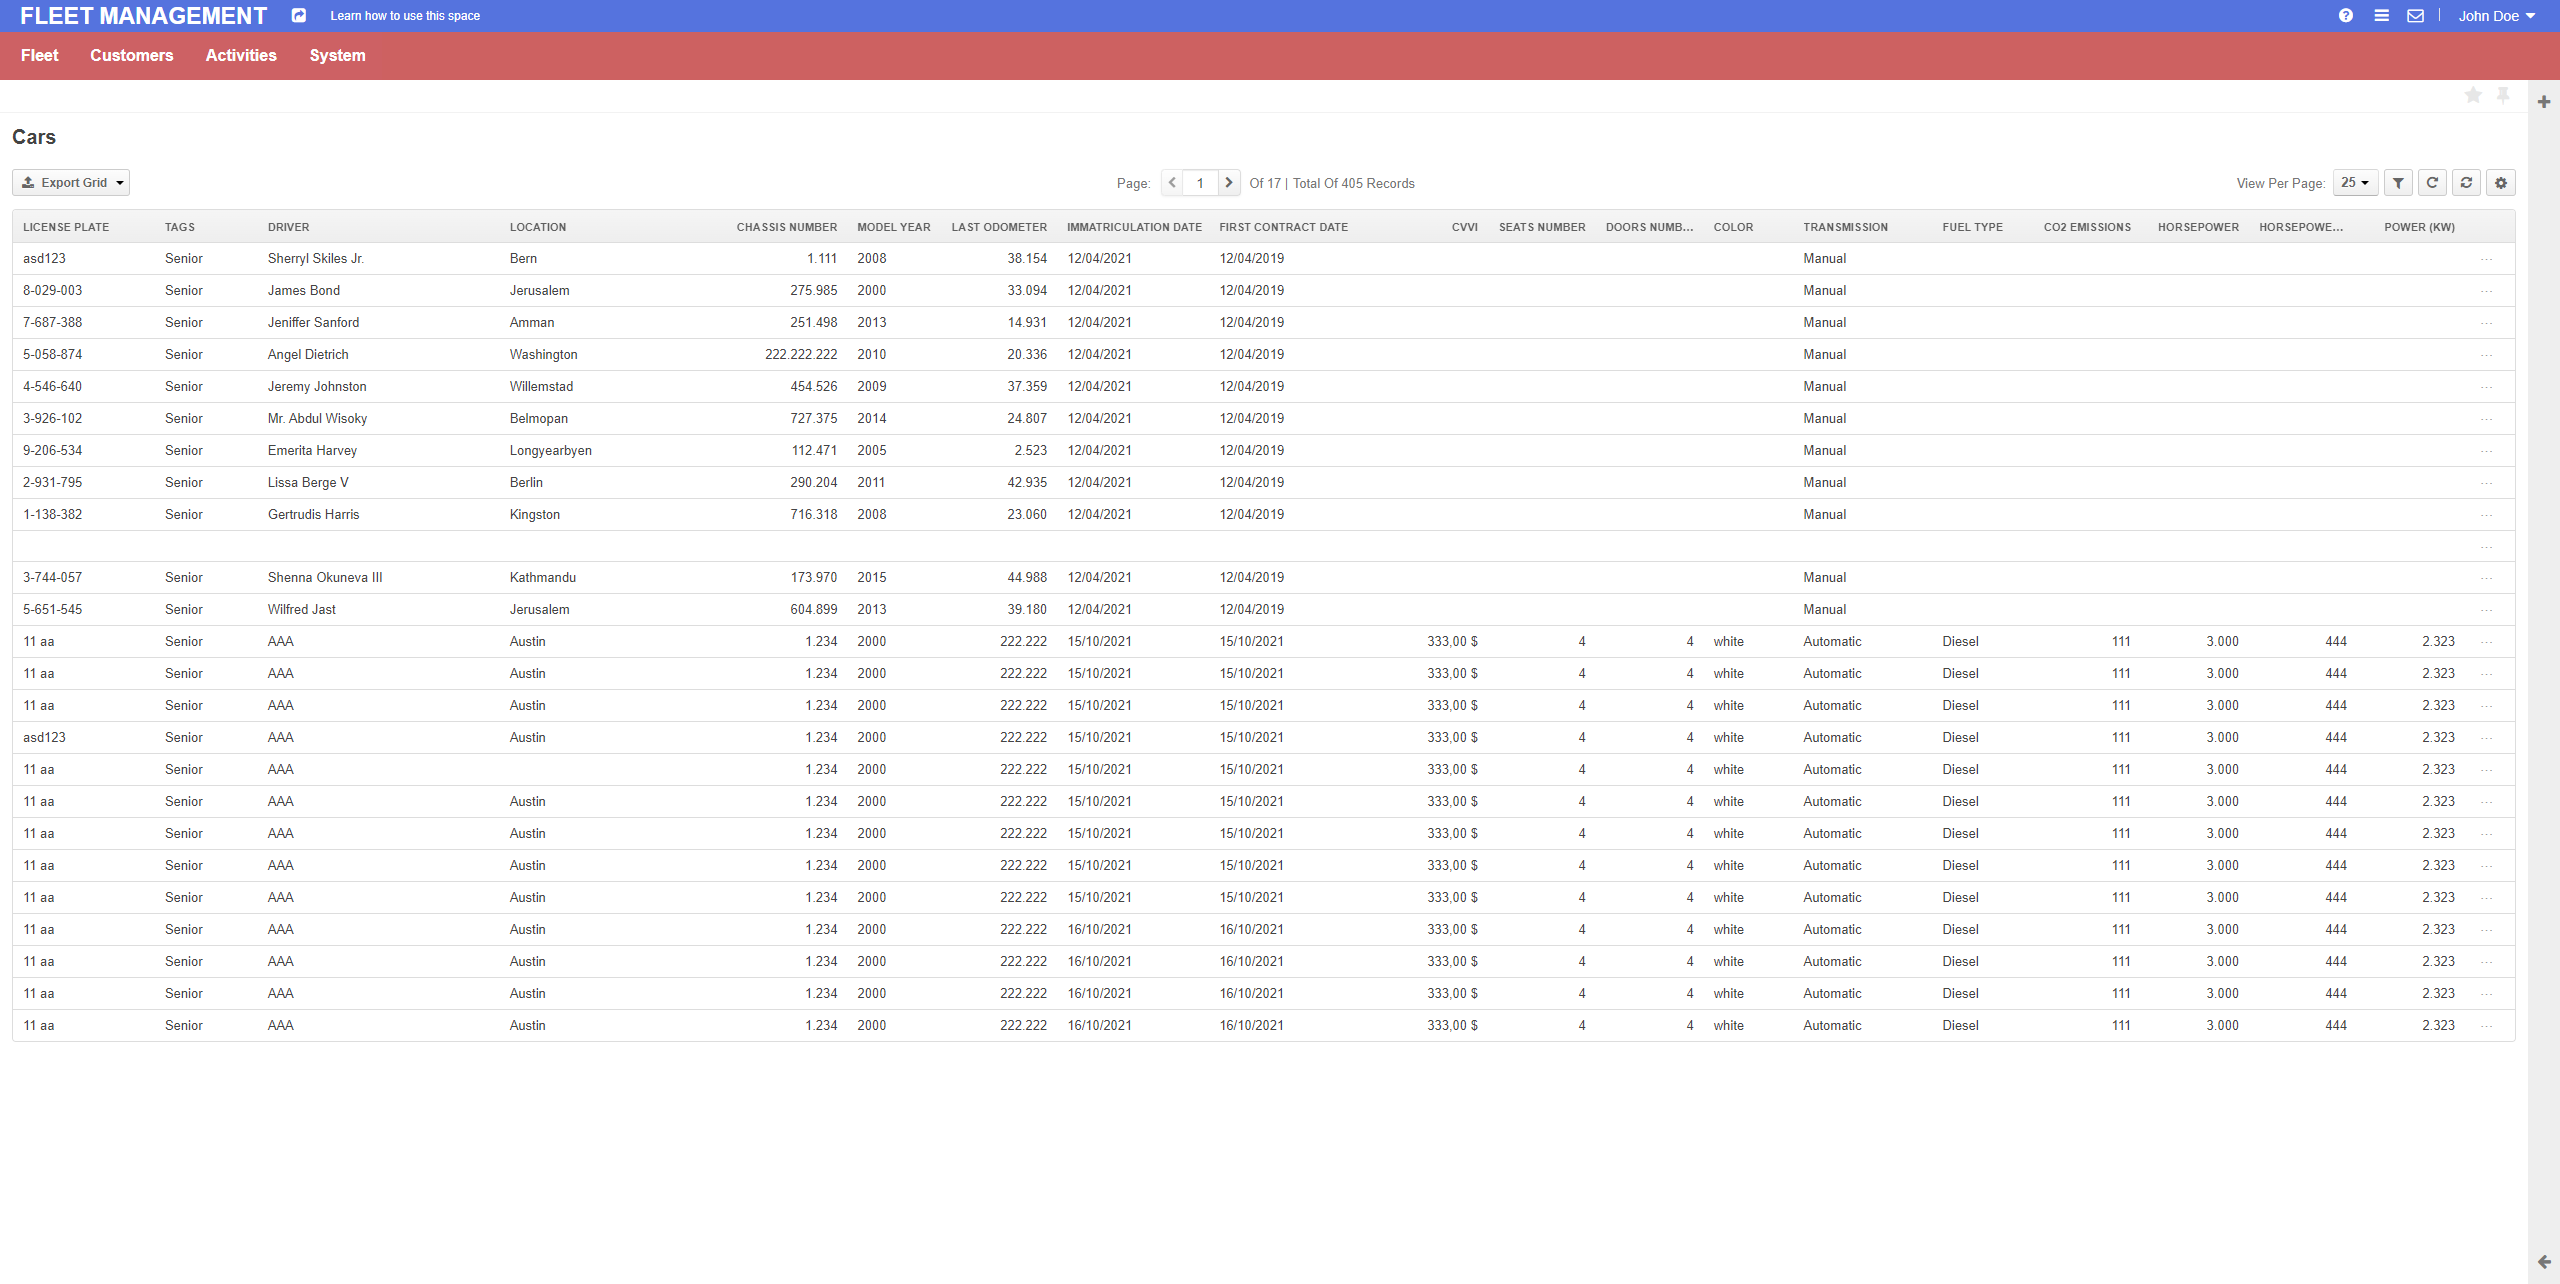 FLEET MANAGEMENT Learn how to use this space John Doe
Fleet Customers Activities System
Cars
Export Grid Page: 1 Of 17 | Total Of 405 Records View Per Page: 25
LICENSE PLATE TAGS DRIVER LOCATION CHASSIS NUMBER MODEL YEAR LAST ODOMETER IMMATRICULATION DATE FIRST CONTRACT DATE CVVI SEATS NUMBER DOORS NUMB... COLOR TRANSMISSION FUEL TYPE CO2 EMISSIONS HORSEPOWER HORSEPOWE... POWER (KW)
asd123 Senior Sherryl Skiles Jr. Bern 1.111 2008 38.154 12/04/2021 12/04/2019 Manual ...
8-029-003 Senior James Bond Jerusalem 275.985 2000 33.094 12/04/2021 12/04/2019 Manual ...
7-687-388 Senior Jeniffer Sanford Amman 251.498 2013 14.931 12/04/2021 12/04/2019 Manual ...
5-058-874 Senior Angel Dietrich Washington 222.222.222 2010 20.336 12/04/2021 12/04/2019 Manual ...
4-546-640 Senior Jeremy Johnston Willemstad 454.526 2009 37.359 12/04/2021 12/04/2019 Manual ...
3-926-102 Senior Mr. Abdul Wisoky Belmopan 727.375 2014 24.807 12/04/2021 12/04/2019 Manual ...
9-206-534 Senior Emerita Harvey Longyearbyen 112.471 2005 2.523 12/04/2021 12/04/2019 Manual ...
2-931-795 Senior Lissa Berge V Berlin 290.204 2011 42.935 12/04/2021 12/04/2019 Manual ...
1-138-382 Senior Gertrudis Harris Kingston 716.318 2008 23.060 12/04/2021 12/04/2019 Manual ...
...
3-744-057 Senior Shenna Okuneva III Kathmandu 173.970 2015 44.988 12/04/2021 12/04/2019 Manual ...
5-651-545 Senior Wilfred Jast Jerusalem 604.899 2013 39.180 12/04/2021 12/04/2019 Manual ...
11 aa Senior AAA Austin 1.234 2000 222.222 15/10/2021 15/10/2021 333,00 $ 4 4 white Automatic Diesel 111 3.000 444 2.323 ...
11 aa Senior AAA Austin 1.234 2000 222.222 15/10/2021 15/10/2021 333,00 $ 4 4 white Automatic Diesel 111 3.000 444 2.323 ...
11 aa Senior AAA Austin 1.234 2000 222.222 15/10/2021 15/10/2021 333,00 $ 4 4 white Automatic Diesel 111 3.000 444 2.323 ...
asd123 Senior AAA Austin 1.234 2000 222.222 15/10/2021 15/10/2021 333,00 $ 4 4 white Automatic Diesel 111 3.000 444 2.323 ...
11 aa Senior AAA 1.234 2000 222.222 15/10/2021 15/10/2021 333,00 $ 4 4 white Automatic Diesel 111 3.000 444 2.323 ...
11 aa Senior AAA Austin 1.234 2000 222.222 15/10/2021 15/10/2021 333,00 $ 4 4 white Automatic Diesel 111 3.000 444 2.323 ...
11 aa Senior AAA Austin 1.234 2000 222.222 15/10/2021 15/10/2021 333,00 $ 4 4 white Automatic Diesel 111 3.000 444 2.323 ...
11 aa Senior AAA Austin 1.234 2000 222.222 15/10/2021 15/10/2021 333,00 $ 4 4 white Automatic Diesel 111 3.000 444 2.323 ...
11 aa Senior AAA Austin 1.234 2000 222.222 15/10/2021 15/10/2021 333,00 $ 4 4 white Automatic Diesel 111 3.000 444 2.323 ...
11 aa Senior AAA Austin 1.234 2000 222.222 16/10/2021 16/10/2021 333,00 $ 4 4 white Automatic Diesel 111 3.000 444 2.323 ...
11 aa Senior AAA Austin 1.234 2000 222.222 16/10/2021 16/10/2021 333,00 $ 4 4 white Automatic Diesel 111 3.000 444 2.323 ...
11 aa Senior AAA Austin 1.234 2000 222.222 16/10/2021 16/10/2021 333,00 $ 4 4 white Automatic Diesel 111 3.000 444 2.323 ...
11 aa Senior AAA Austin 1.234 2000 222.222 16/10/2021 16/10/2021 333,00 $ 4 4 white Automatic Diesel 111 3.000 444 2.323 ...